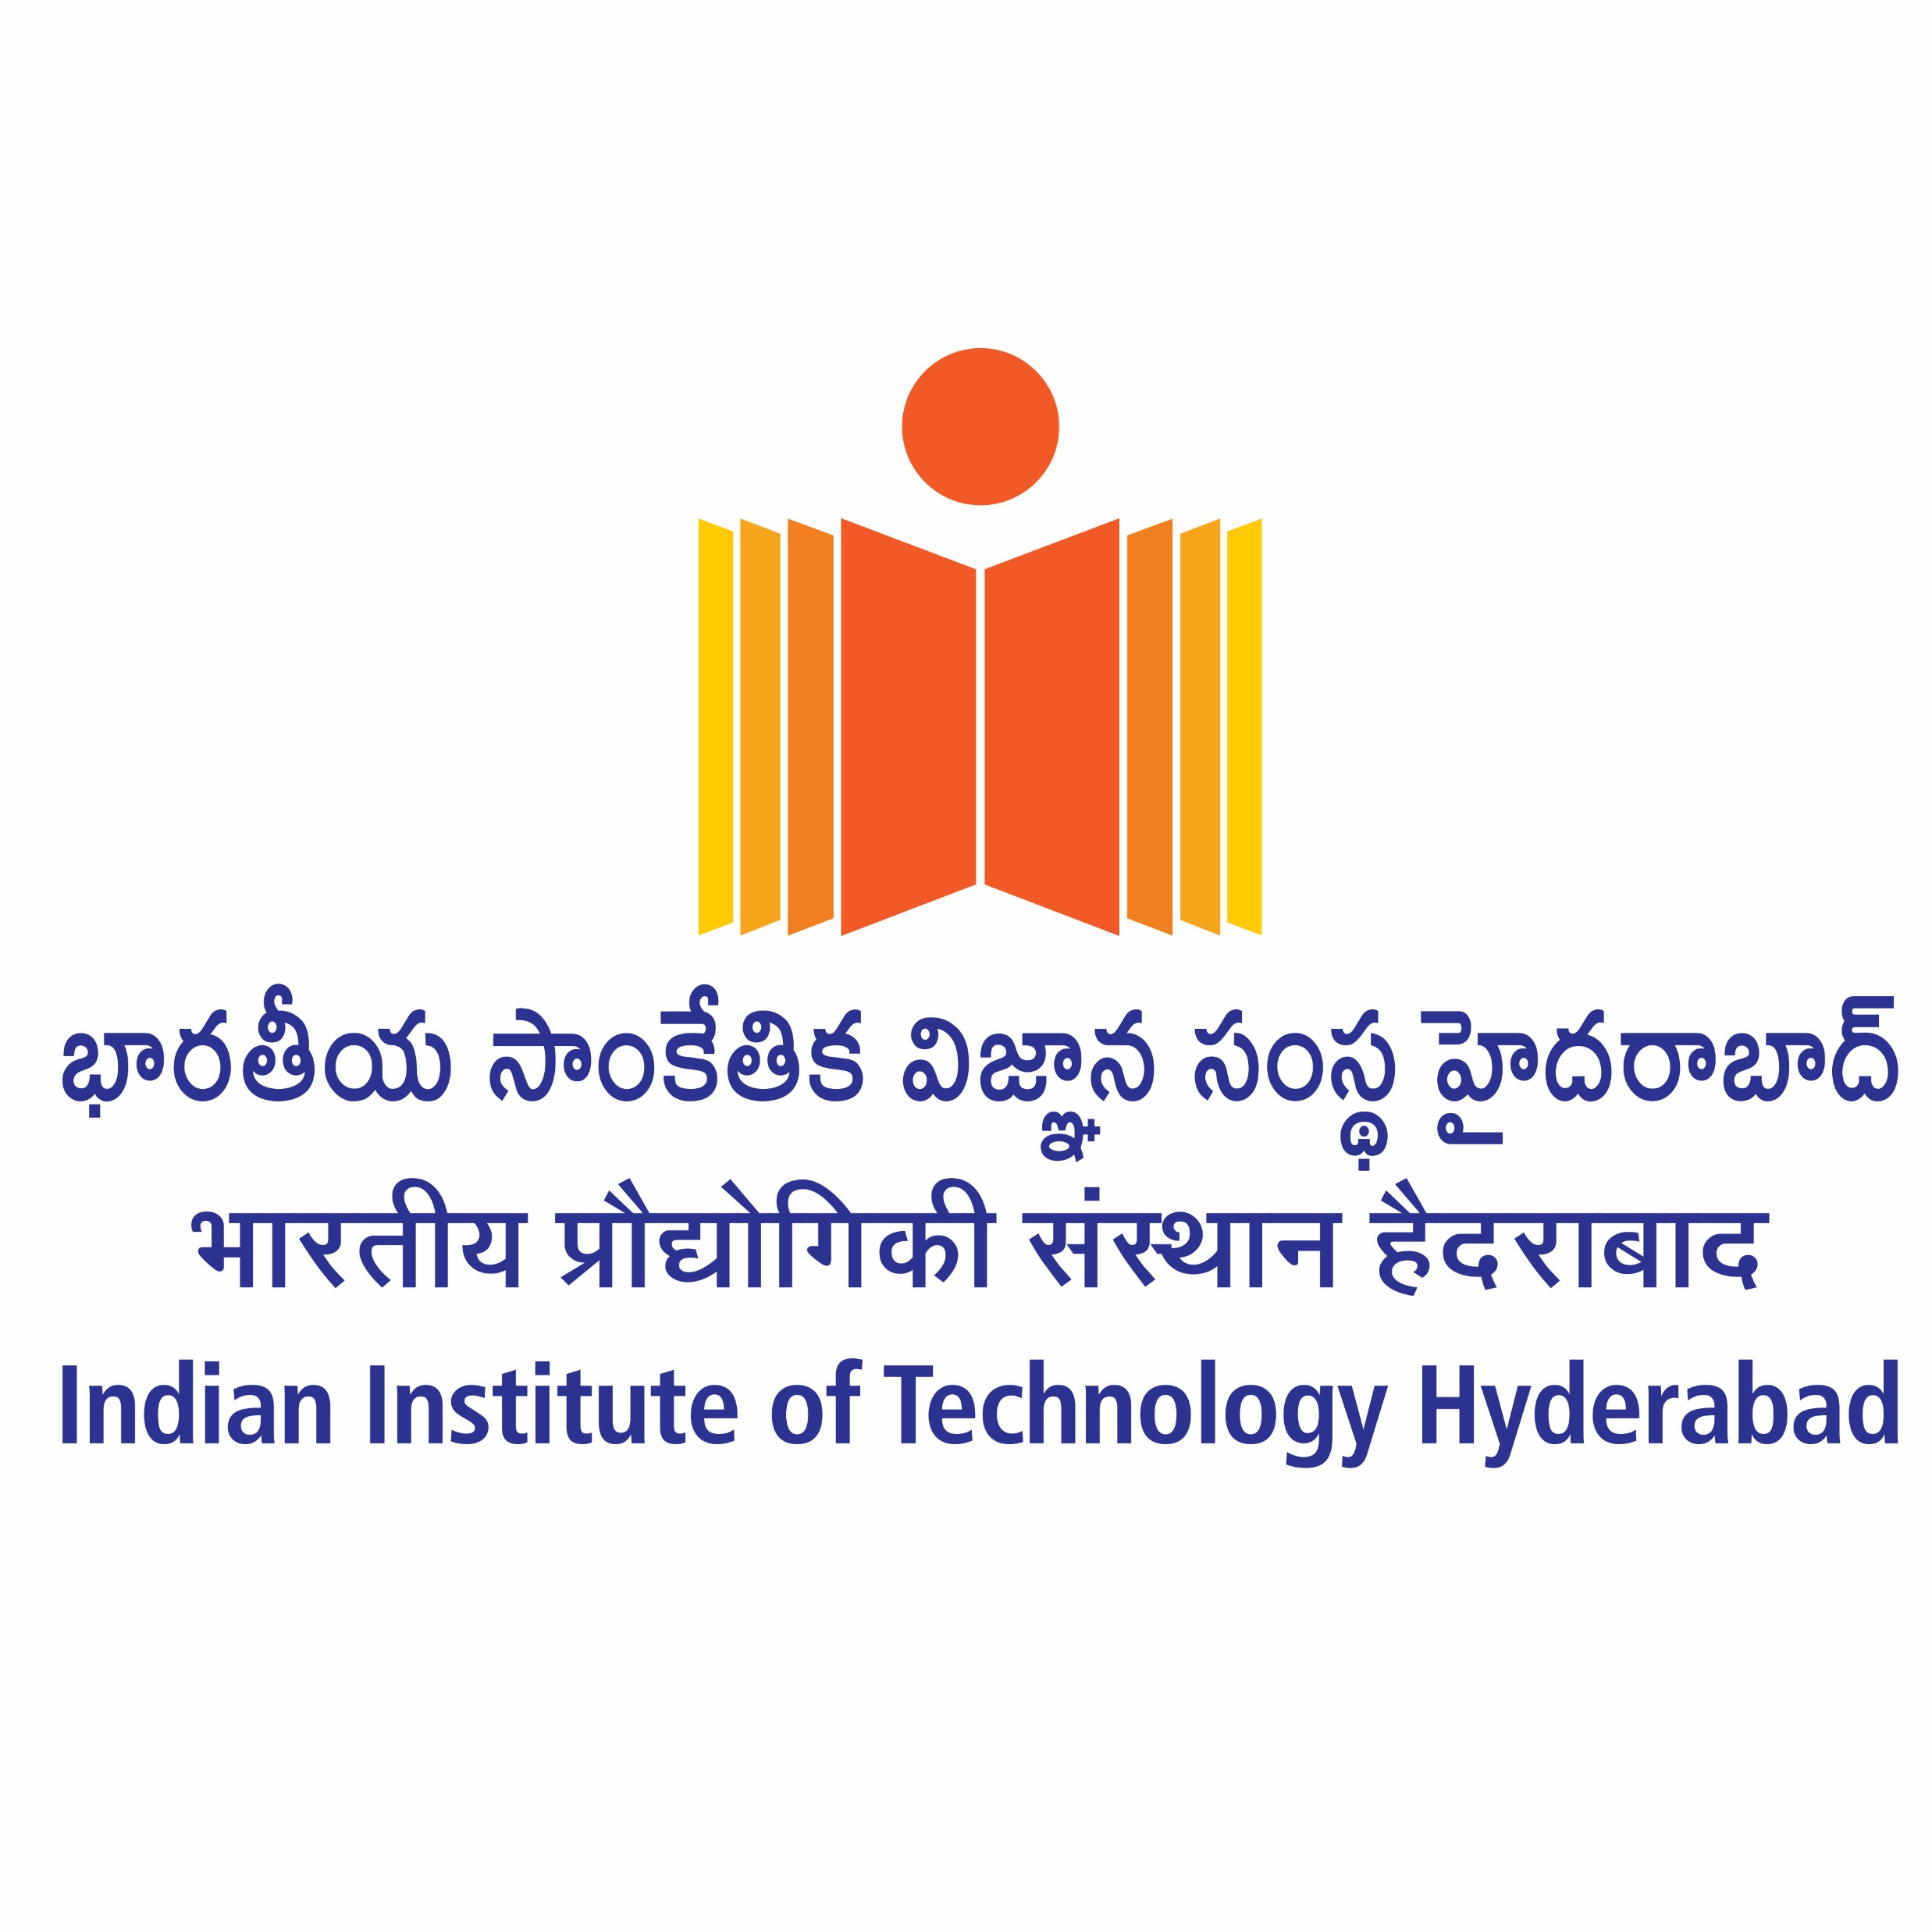 భారతీయ సాంకేతిక విజ్ఞాన సంస్థ హైదరాబాద్
भारतीय प्रौद्योगिकी संस्थान हैदराबाद
Indian Institute of Technology Hyderabad